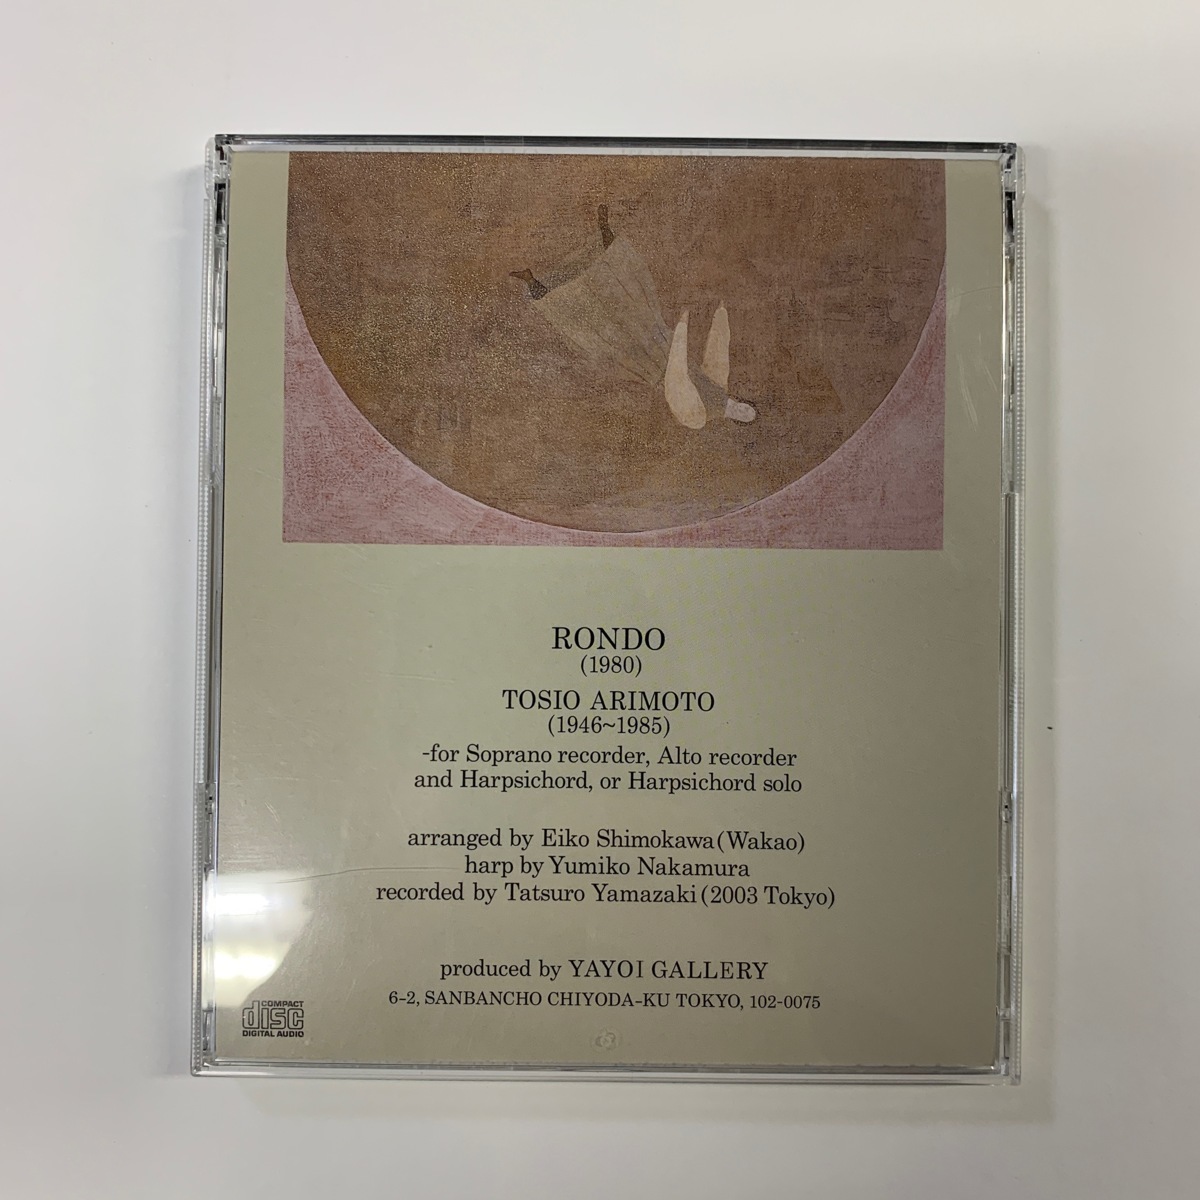 RONDO
(1980)
TOSIO ARIMOTO
(1946~1985)
-for Soprano recorder, Alto recorder
and Harpsichord, or Harpsichord solo
arranged by Eiko Shimokawa(Wakao)
harp by Yumiko Nakamura
recorded by Tatsuro Yamazaki(2003 Tokyo)
produced by YAYOI GALLERY
6-2, SANBANCHO CHIYODA-KU TOKYO, 102-0075
COMPACT
disc
DIGITAL AUDIO